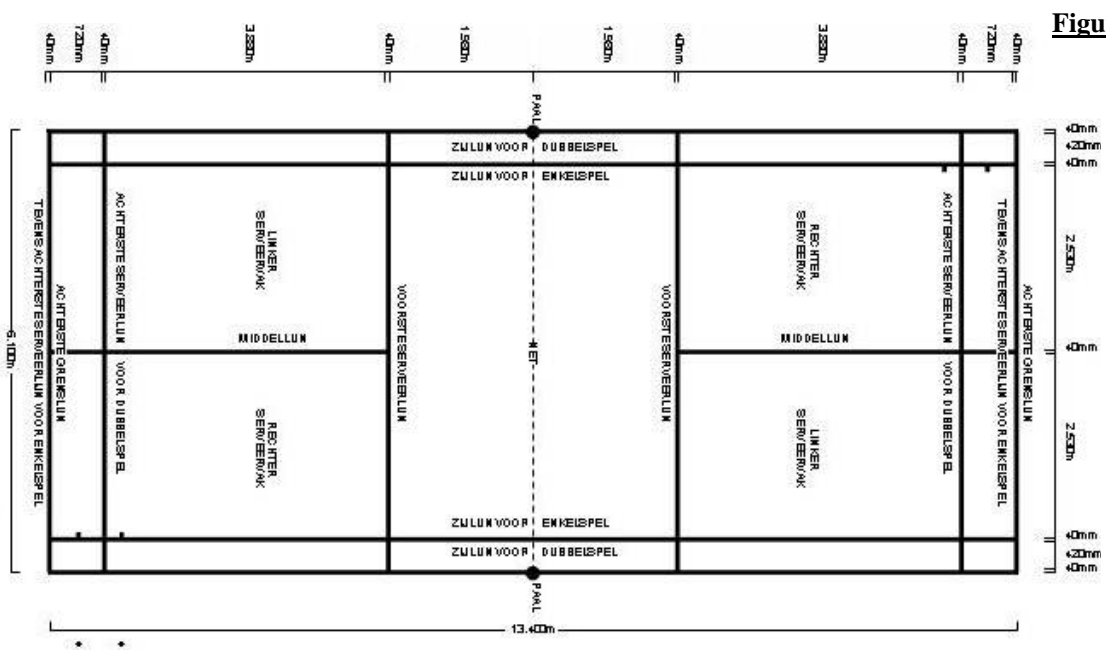 Figu
40mm
720mm
40mm
3.880m
40mm
1.980m
1.980m
40mm
3.880m
40mm
720mm
40mm
PAAL
ZIJLIJN VOOR DUBBELSPEL
ZIJLIJN VOOR ENKELSPEL
40mm
420mm
40mm
2.530m
40mm
2.530m
40mm
420mm
40mm
6.100m
TEVENS ACHTERSTE SERVEERLIJN VOOR ENKELSPEL
ACHTERSTE GRENSLIJN
ACHTERSTE SERVEERLIJN VOOR DUBBELSPEL
LINKER
SERVEERVAK
MIDDELLIJN
RECHTER
SERVEERVAK
VOORSTE SERVEERLIJN
NET
VOORSTE SERVEERLIJN
RECHTER
SERVEERVAK
MIDDELLIJN
LINKER
SERVEERVAK
ACHTERSTE SERVEERLIJN VOOR DUBBELSPEL
TEVENS ACHTERSTE SERVEERLIJN VOOR ENKELSPEL
ACHTERSTE GRENSLIJN
ZIJLIJN VOOR ENKELSPEL
ZIJLIJN VOOR DUBBELSPEL
PAAL
13.400m